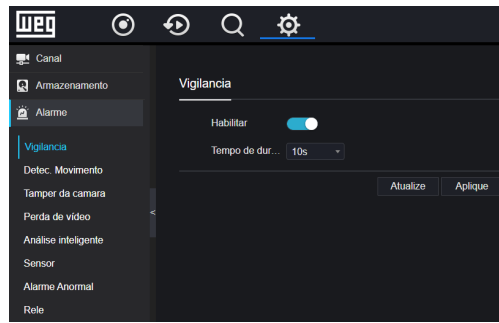 WEG
Canal
Armazenamento
Alarme
Vigilancia
Detec. Movimento
Tamper da camara
Perda de vídeo
Análise inteligente
Sensor
Alarme Anormal
Rele
<
Vigilancia
Habilitar
Tempo de dur... 10s
Atualize Aplique